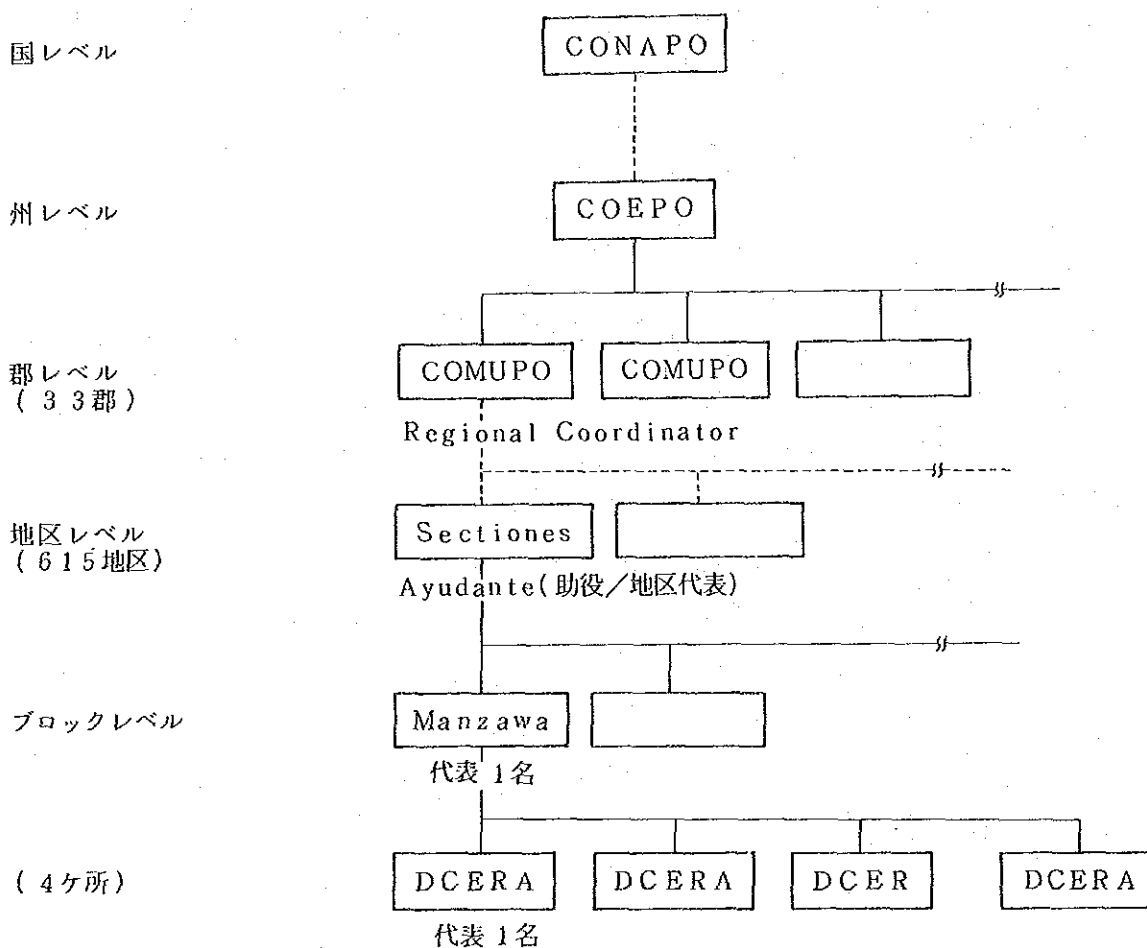 国レベル
CONAPO
州レベル
COEPO
郡レベル
(33郡)
COMUPO
COMUPO
Regional Coordinator
地区レベル
(615地区)
Sectiones
Ayudante(助役/地区代表)
ブロックレベル
Manzawa
代表 1名
(4ケ所)
DCERA
DCERA
DCER
DCERA
代表 1名